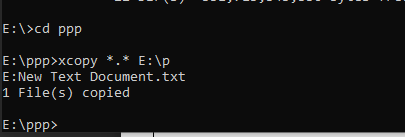 E:\>cd ppp
E:\ppp>xcopy *.* E:\p
E:New Text Document.txt
1 File(s) copied
E:\ppp>